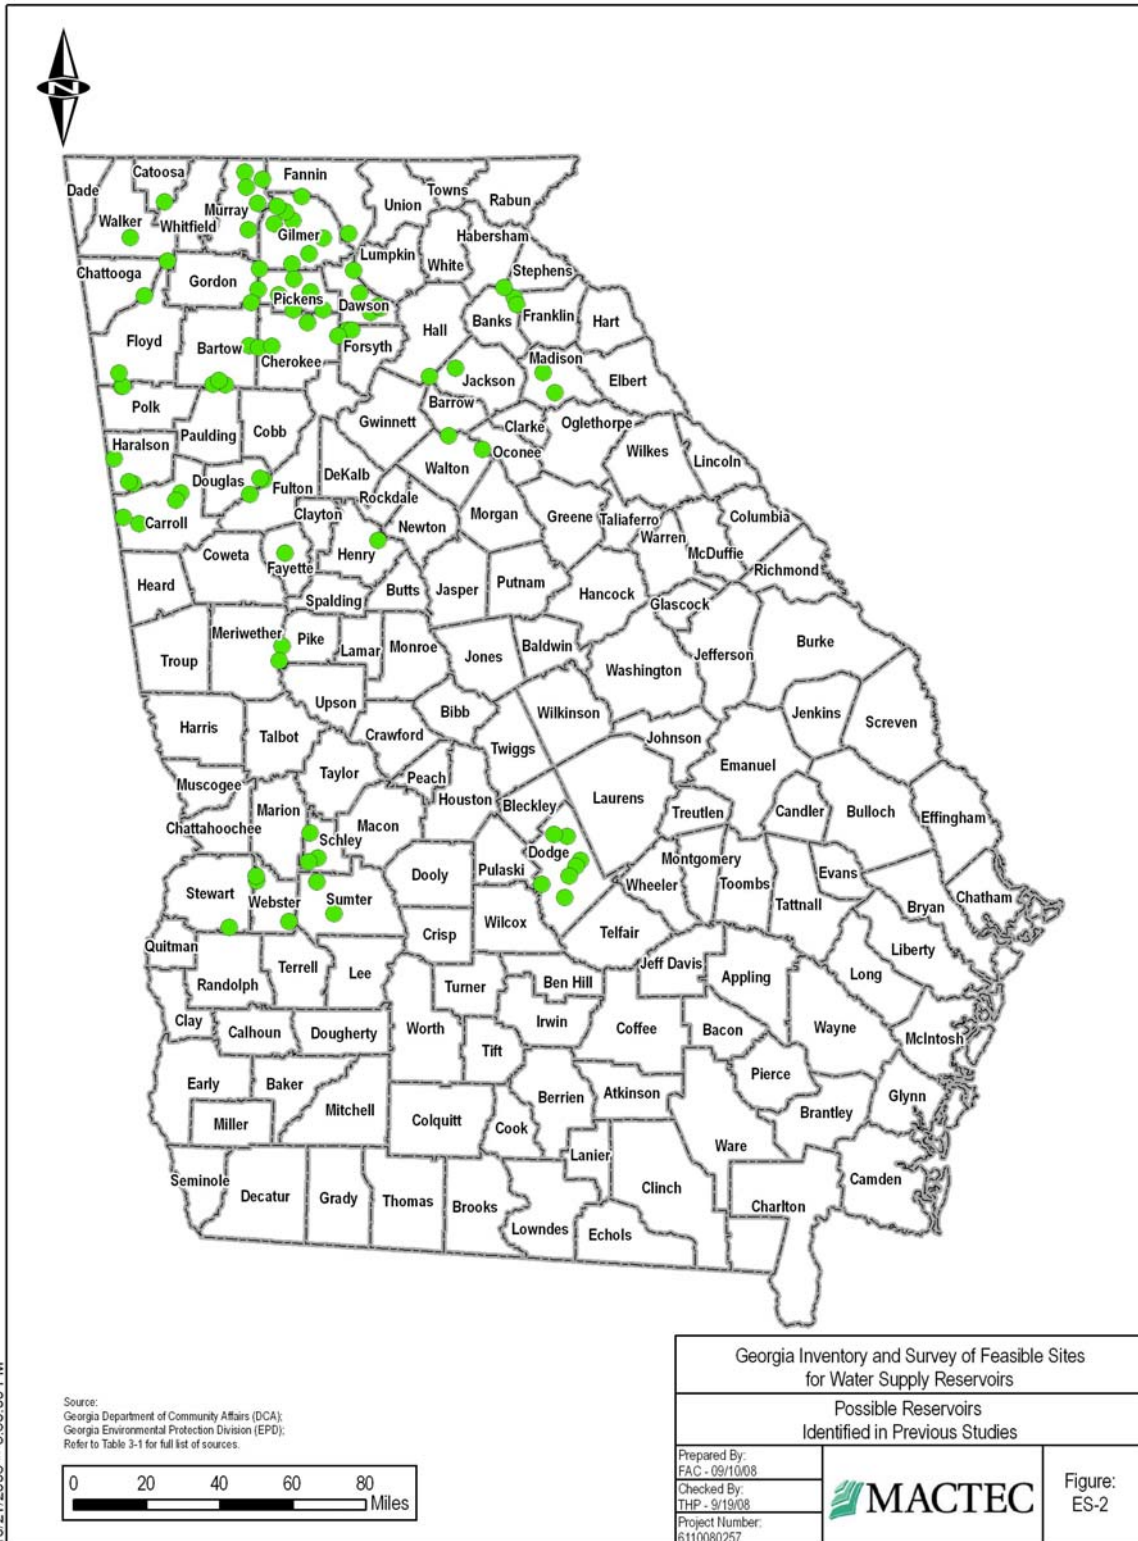 N
Dade
Catoosa
Fannin
Towns
Rabun
Union
Walker
Whitfield
Murray
Gilmer
Habersham
Lumpkin
White
Stephens
Chattooga
Gordon
Pickens
Dawson
Banks
Franklin
Hart
Hall
Floyd
Bartow
Cherokee
Forsyth
Madison
Elbert
Jackson
Polk
Barrow
Gwinnett
Paulding
Cobb
Clarke
Oglethorpe
Haralson
Oconee
Wilkes
Lincoln
Walton
Douglas
Fulton
DeKalb
Rockdale
Clayton
Newton
Morgan
Greene
Taliaferro
Columbia
Warren
McDuffie
Carroll
Coweta
Henry
Fayette
Richmond
Heard
Butts
Jasper
Putnam
Hancock
Glascock
Spalding
Meriwether
Pike
Lamar
Monroe
Jones
Baldwin
Washington
Jefferson
Burke
Troup
Upson
Bibb
Wilkinson
Jenkins
Screven
Harris
Talbot
Crawford
Twiggs
Johnson
Emanuel
Muscogee
Taylor
Peach
Houston
Bleckley
Laurens
Treutlen
Candler
Bulloch
Effingham
Marion
Chattahoochee
Schley
Macon
Dodge
Montgomery
Pulaski
Dooly
Wheeler
Toombs
Evans
Tattnall
Bryan
Chatham
Stewart
Webster
Sumter
Wilcox
Crisp
Telfair
Liberty
Quitman
Terrell
Lee
Jeff Davis
Appling
Long
Randolph
Turner
Ben Hill
Clay
Calhoun
Dougherty
Worth
Irwin
Coffee
Bacon
Wayne
McIntosh
Tift
Pierce
Early
Baker
Mitchell
Berrien
Atkinson
Brantley
Glynn
Miller
Colquitt
Cook
Ware
Lanier
Seminole
Decatur
Grady
Thomas
Brooks
Clinch
Charlton
Camden
Lowndes
Echols
Georgia Inventory and Survey of Feasible Sites
for Water Supply Reservoirs
Possible Reservoirs
Identified in Previous Studies
Source:
Georgia Department of Community Affairs (DCA);
Georgia Environmental Protection Division (EPD);
Refer to Table 3-1 for full list of sources.
0 20 40 60 80
Miles
Prepared By:
FAC - 09/10/08
Checked By:
THP - 9/19/08
Project Number:
6110080257
MACTEC
Figure:
ES-2